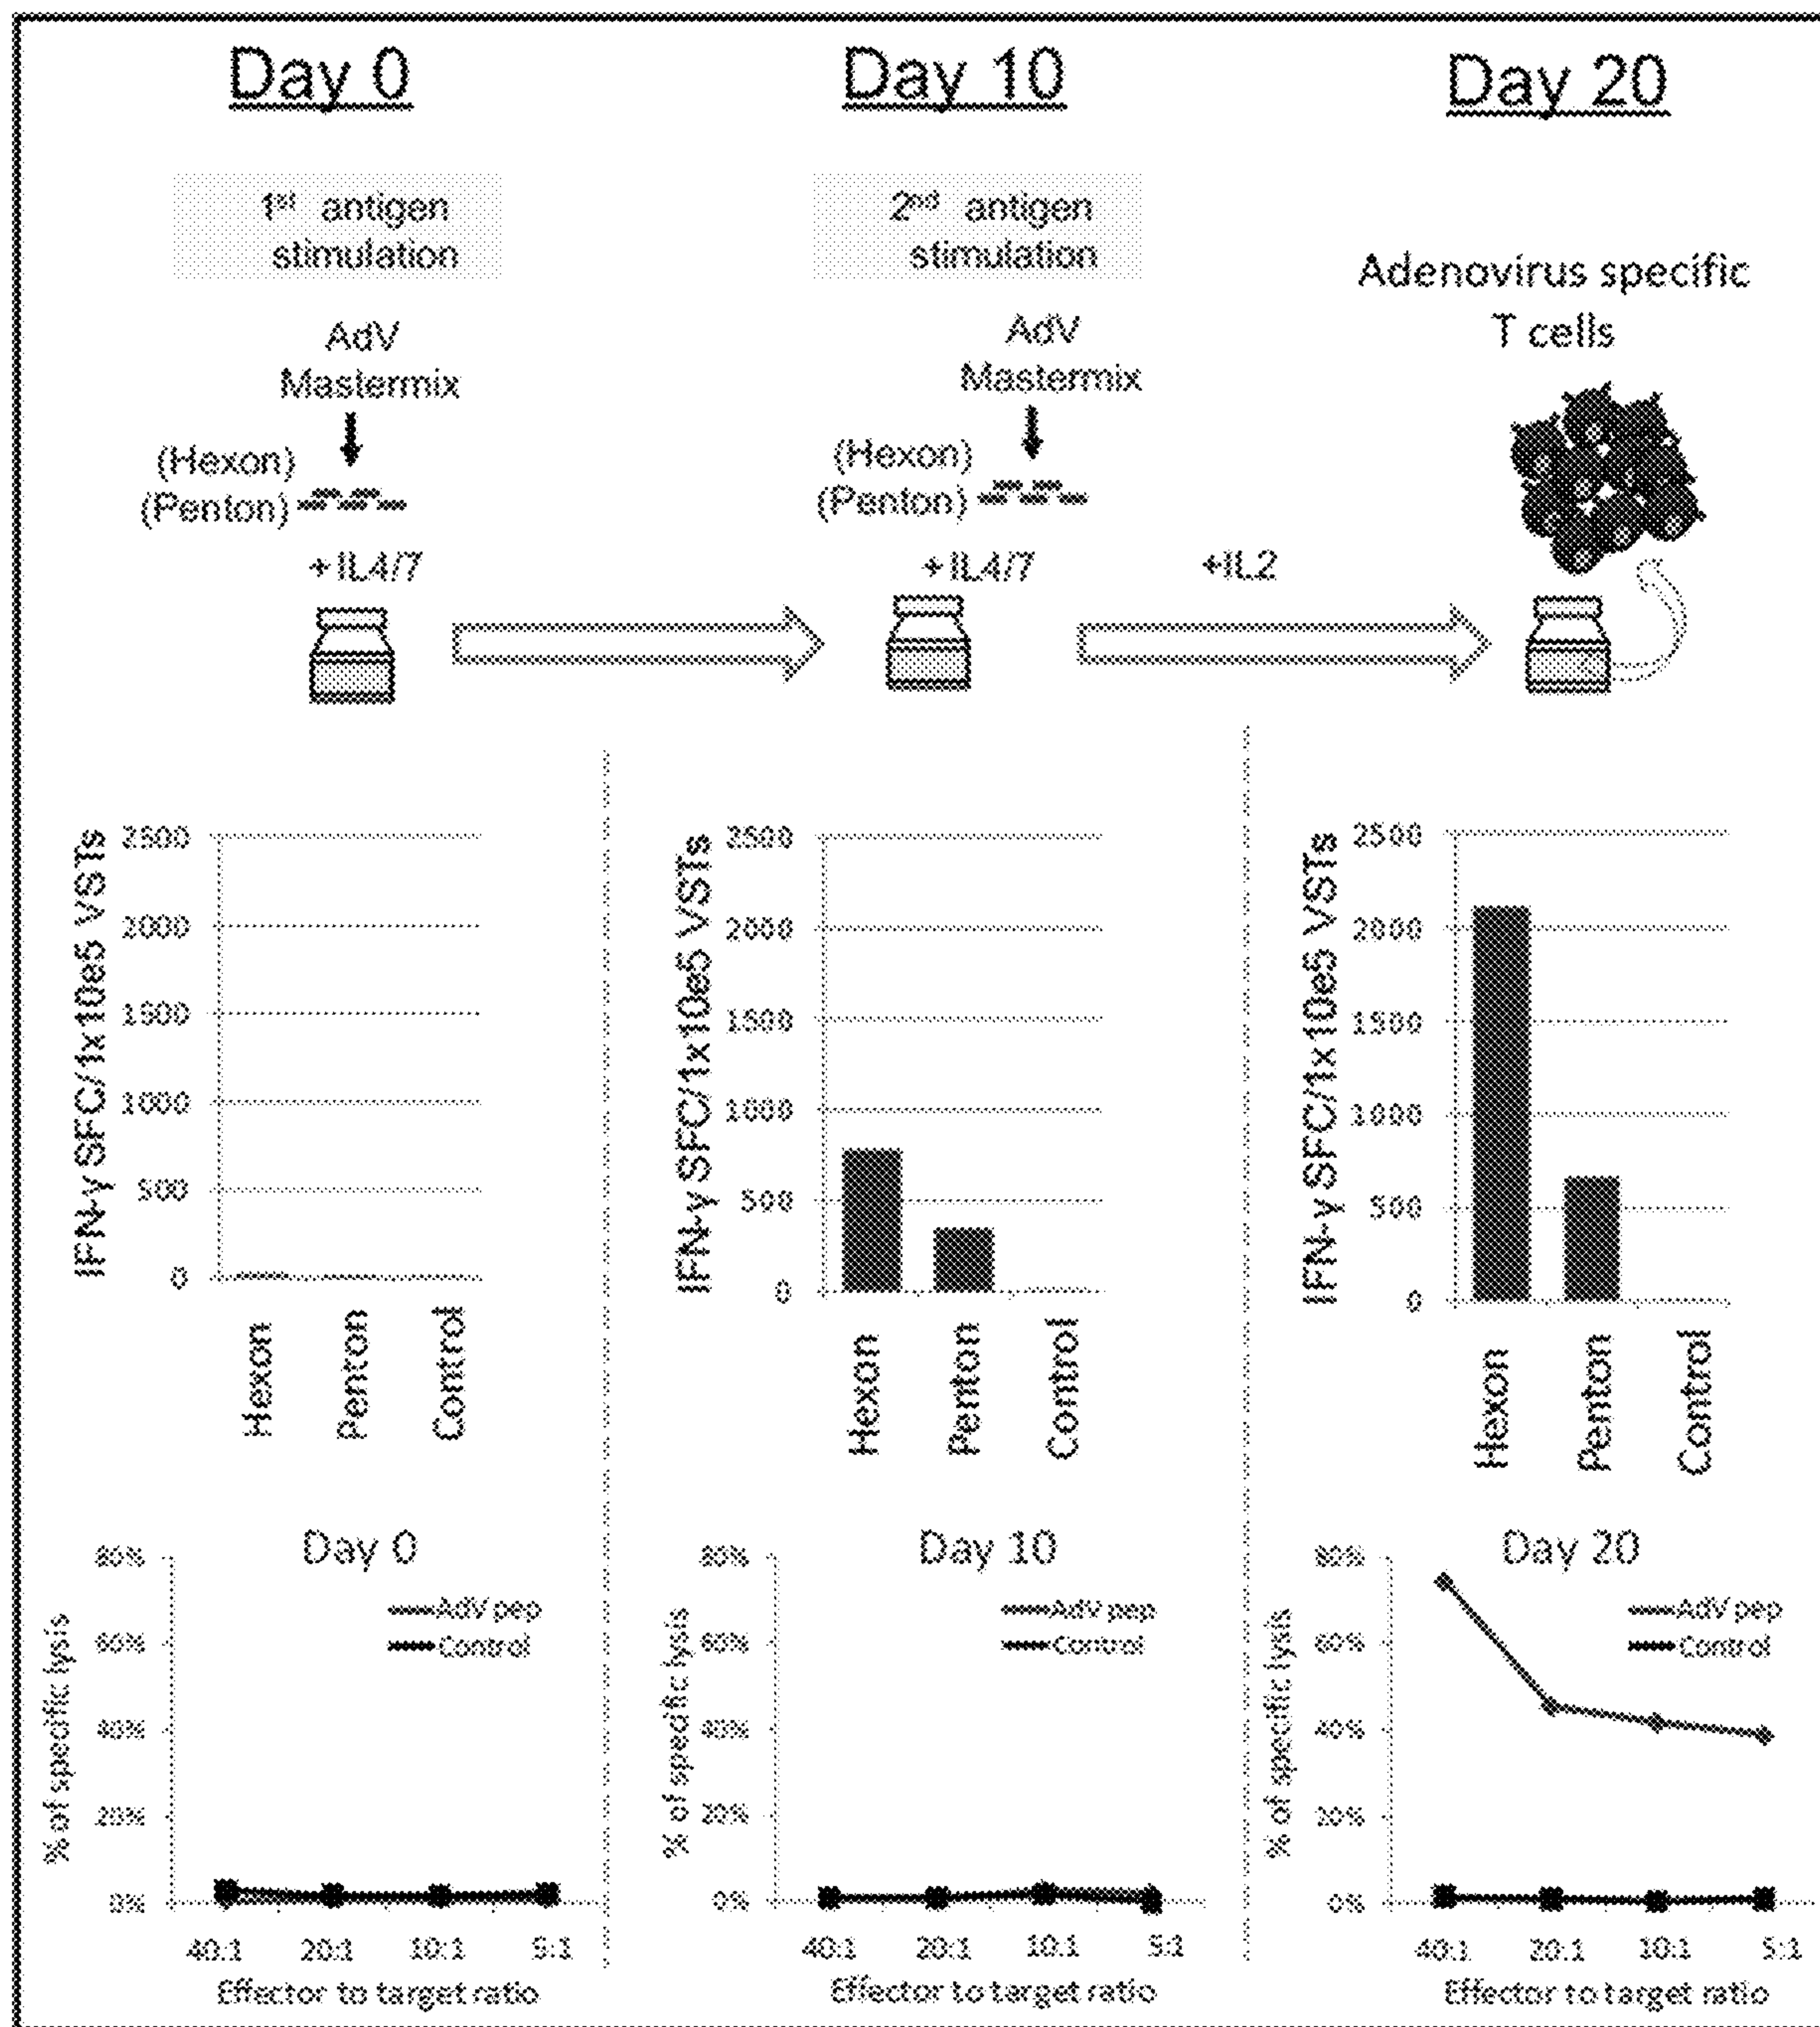 Day 0
Day 10
Day 20
1st antigen
stimulation
2nd antigen
stimulation
Adenovirus specific
T cells
AdV
Mastermix
AdV
Mastermix
(Hexon)
(Penton)
(Hexon)
(Penton)
+ IL4/7
+ IL4/7
+IL2
IFN-γ SFC/1x10e5 VSTs
2500
2000
1500
1000
500
0
Hexon
Penton
Control
IFN-γ SFC/1x10e5 VSTs
2500
2000
1500
1000
500
0
Hexon
Penton
Control
IFN-γ SFC/1x10e5 VSTs
2500
2000
1500
1000
500
0
Hexon
Penton
Control
Day 0
% of specific lysis
80%
60%
40%
20%
0%
AdV pep
Control
40:1 20:1 10:1 5:1
Effector to target ratio
Day 10
% of specific lysis
80%
60%
40%
20%
0%
AdV pep
Control
40:1 20:1 10:1 5:1
Effector to target ratio
Day 20
% of specific lysis
80%
60%
40%
20%
0%
AdV pep
Control
40:1 20:1 10:1 5:1
Effector to target ratio